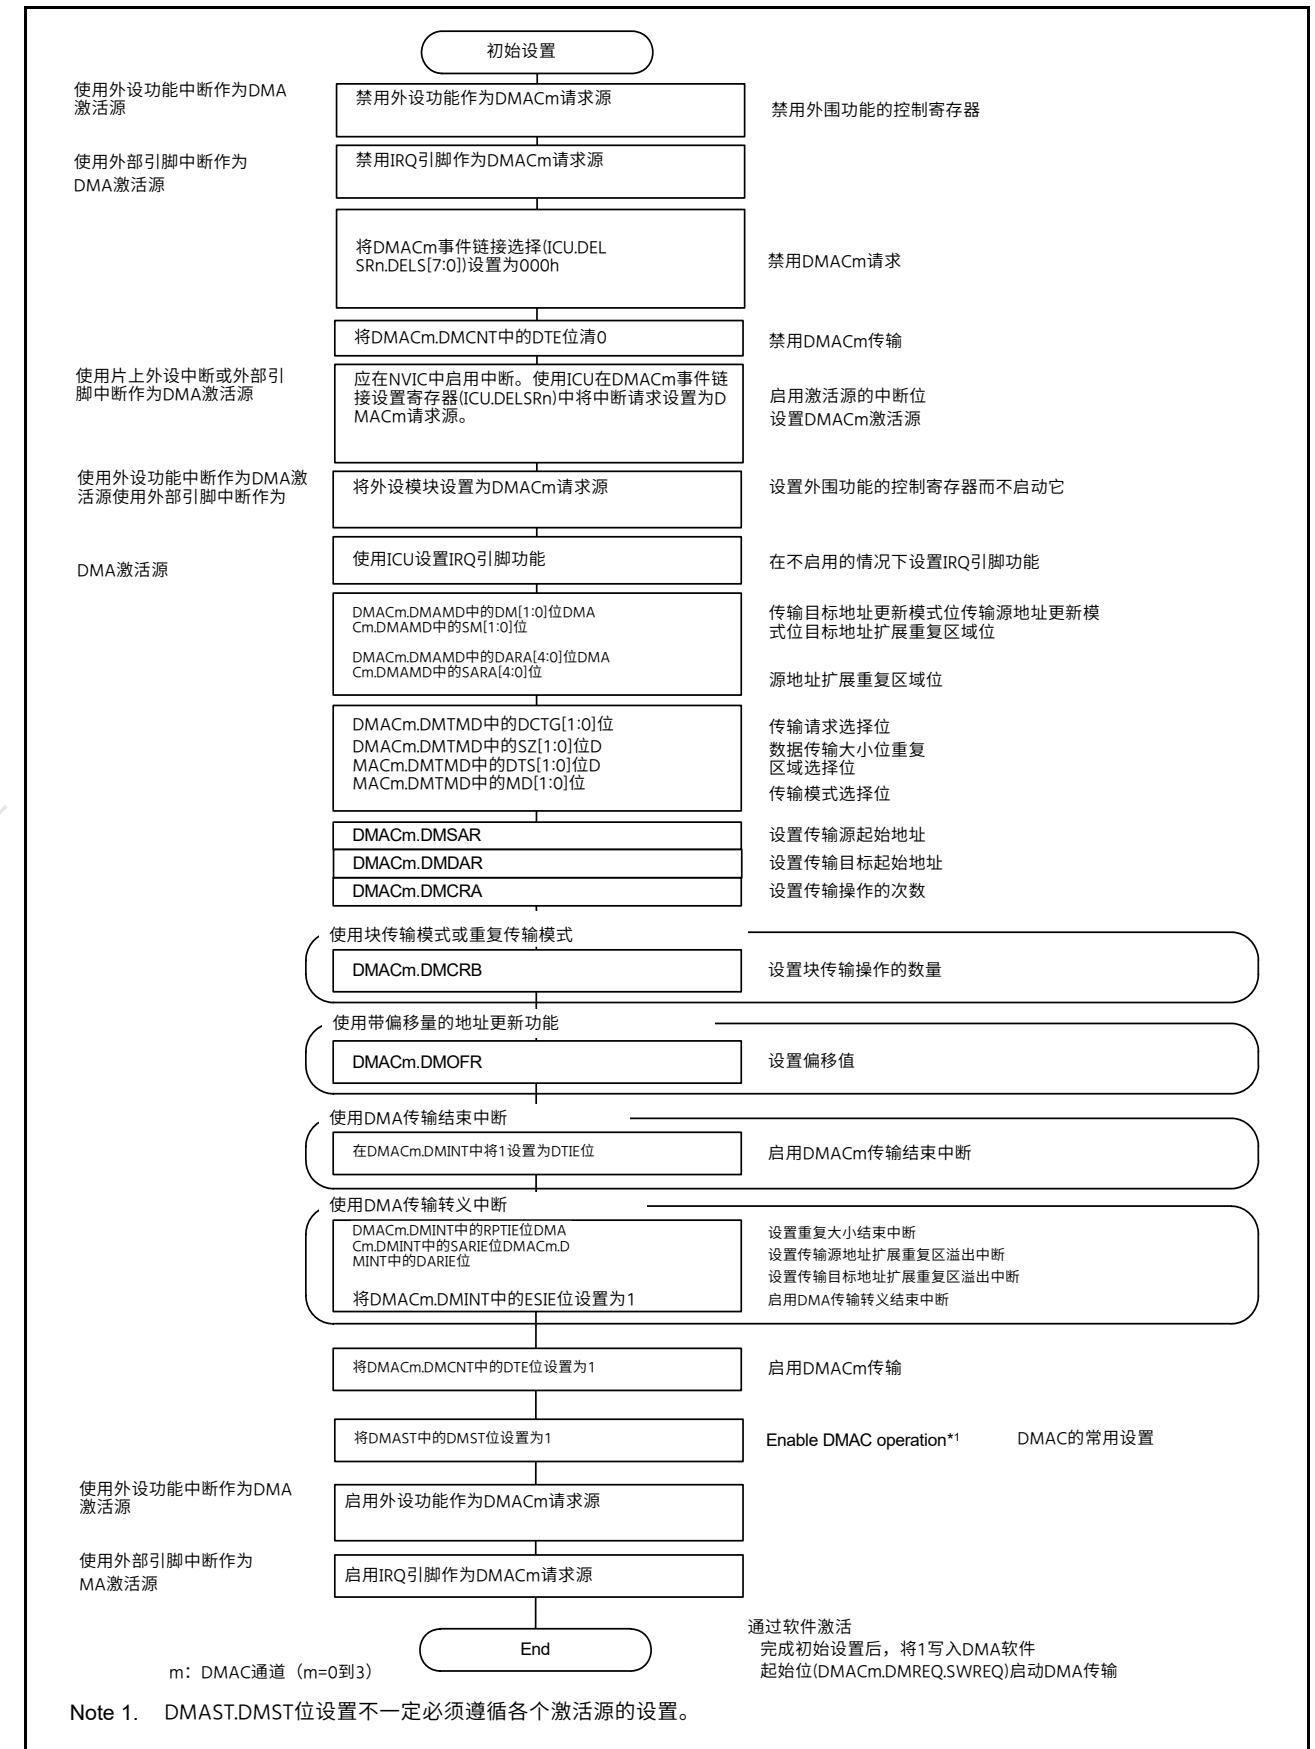 初始设置
使用外设功能中断作为DMA
激活源
禁用外设功能作为DMACm请求源
禁用外围功能的控制寄存器
使用外部引脚中断作为
DMA激活源
禁用IRQ引脚作为DMACm请求源
将DMACm事件链接选择(ICU.DEL
SRn.DELS[7:0])设置为000h
禁用DMACm请求
将DMACm.DMCNT中的DTE位清0
禁用DMACm传输
使用片上外设中断或外部引
脚中断作为DMA激活源
应在NVIC中启用中断。使用ICU在DMACm事件链
接设置寄存器(ICU.DELSRn)中将中断请求设置为D
MACm请求源。
启用激活源的中断位
设置DMACm激活源
使用外设功能中断作为DMA激
活源使用外部引脚中断作为
将外设模块设置为DMACm请求源
设置外围功能的控制寄存器而不启动它
DMA激活源
使用ICU设置IRQ引脚功能
在不启用的情况下设置IRQ引脚功能
DMACm.DMAMD中的DM[1:0]位DMA
Cm.DMAMD中的SM[1:0]位
DMACm.DMAMD中的DARA[4:0]位DMA
Cm.DMAMD中的SARA[4:0]位
传输目标地址更新模式位传输源地址更新模
式位目标地址扩展重复区域位
源地址扩展重复区域位
DMACm.DMTMD中的DCTG[1:0]位
DMACm.DMTMD中的SZ[1:0]位D
MACm.DMTMD中的DTS[1:0]位D
MACm.DMTMD中的MD[1:0]位
传输请求选择位
数据传输大小位重复
区域选择位
传输模式选择位
DMACm.DMSAR
设置传输源起始地址
DMACm.DMDAR
设置传输目标起始地址
DMACm.DMCRA
设置传输操作的次数
使用块传输模式或重复传输模式
DMACm.DMCRB
设置块传输操作的数量
使用带偏移量的地址更新功能
DMACm.DMOFR
设置偏移值
使用DMA传输结束中断
在DMACm.DMINT中将1设置为DTIE位
启用DMACm传输结束中断
使用DMA传输转义中断
DMACm.DMINT中的RPTIE位DMA
Cm.DMINT中的SARIE位DMACm.D
MINT中的DARIE位
将DMACm.DMINT中的ESIE位设置为1
设置重复大小结束中断
设置传输源地址扩展重复区溢出中断
设置传输目标地址扩展重复区溢出中断
启用DMA传输转义结束中断
将DMACm.DMCNT中的DTE位设置为1
启用DMACm传输
将DMAST中的DMST位设置为1
Enable DMAC operation*1
DMAC的常用设置
使用外设功能中断作为DMA
激活源
启用外设功能作为DMACm请求源
使用外部引脚中断作为
MA激活源
启用IRQ引脚作为DMACm请求源
End
通过软件激活
完成初始设置后，将1写入DMA软件
起始位(DMACm.DMREQ.SWREQ)启动DMA传输
m：DMAC通道（m=0到3）
Note 1. DMAST.DMST位设置不一定必须遵循各个激活源的设置。